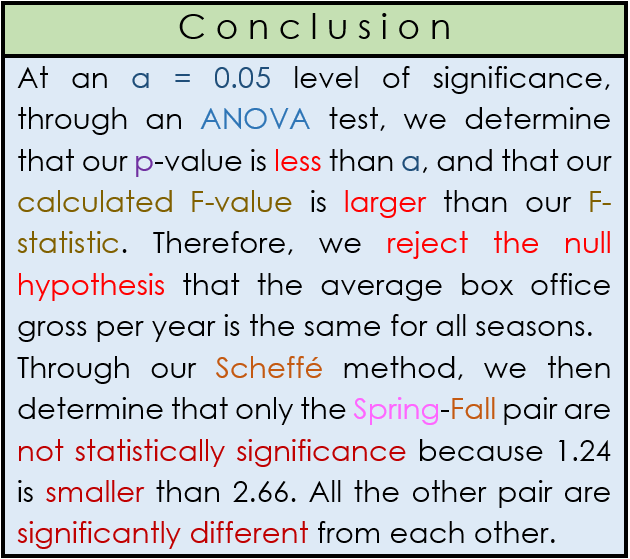 Conclusion
At an a = 0.05 level of significance,
through an ANOVA test, we determine
that our p-value is less than a, and that our
calculated F-value is larger than our F-
statistic. Therefore, we reject the null
hypothesis that the average box office
gross per year is the same for all seasons.
Through our Scheffé method, we then
determine that only the Spring-Fall pair are
not statistically significance because 1.24
is smaller than 2.66. All the other pair are
significantly different from each other.